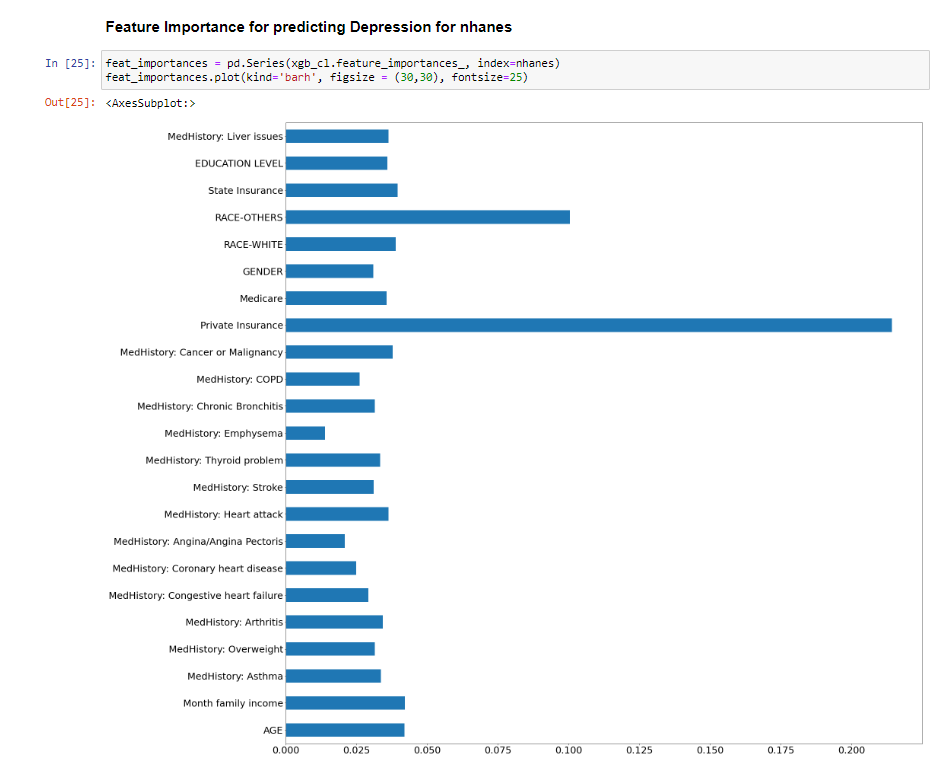 Feature Importance for predicting Depression for nhanes
In [25]: feat_importances = pd.Series(xgb_cl.feature_importances_, index=nhanes)
feat_importances.plot(kind='barh', figsize = (30,30), fontsize=25)
Out[25]: <AxesSubplot:>
MedHistory: Liver issues
EDUCATION LEVEL
State Insurance
RACE-OTHERS
RACE-WHITE
GENDER
Medicare
Private Insurance
MedHistory: Cancer or Malignancy
MedHistory: COPD
MedHistory: Chronic Bronchitis
MedHistory: Emphysema
MedHistory: Thyroid problem
MedHistory: Stroke
MedHistory: Heart attack
MedHistory: Angina/Angina Pectoris
MedHistory: Coronary heart disease
MedHistory: Congestive heart failure
MedHistory: Arthritis
MedHistory: Overweight
MedHistory: Asthma
Month family income
AGE
0.000 0.025 0.050 0.075 0.100 0.125 0.150 0.175 0.200